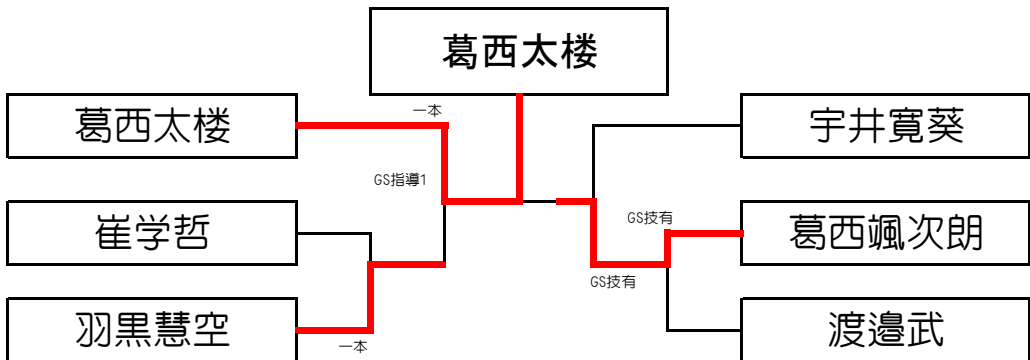 葛西太楼
一本
葛西太楼
宇井寛葵
GS指導1
崔学哲
GS技有
葛西颯次朗
GS技有
羽黒慧空
一本
渡邉武